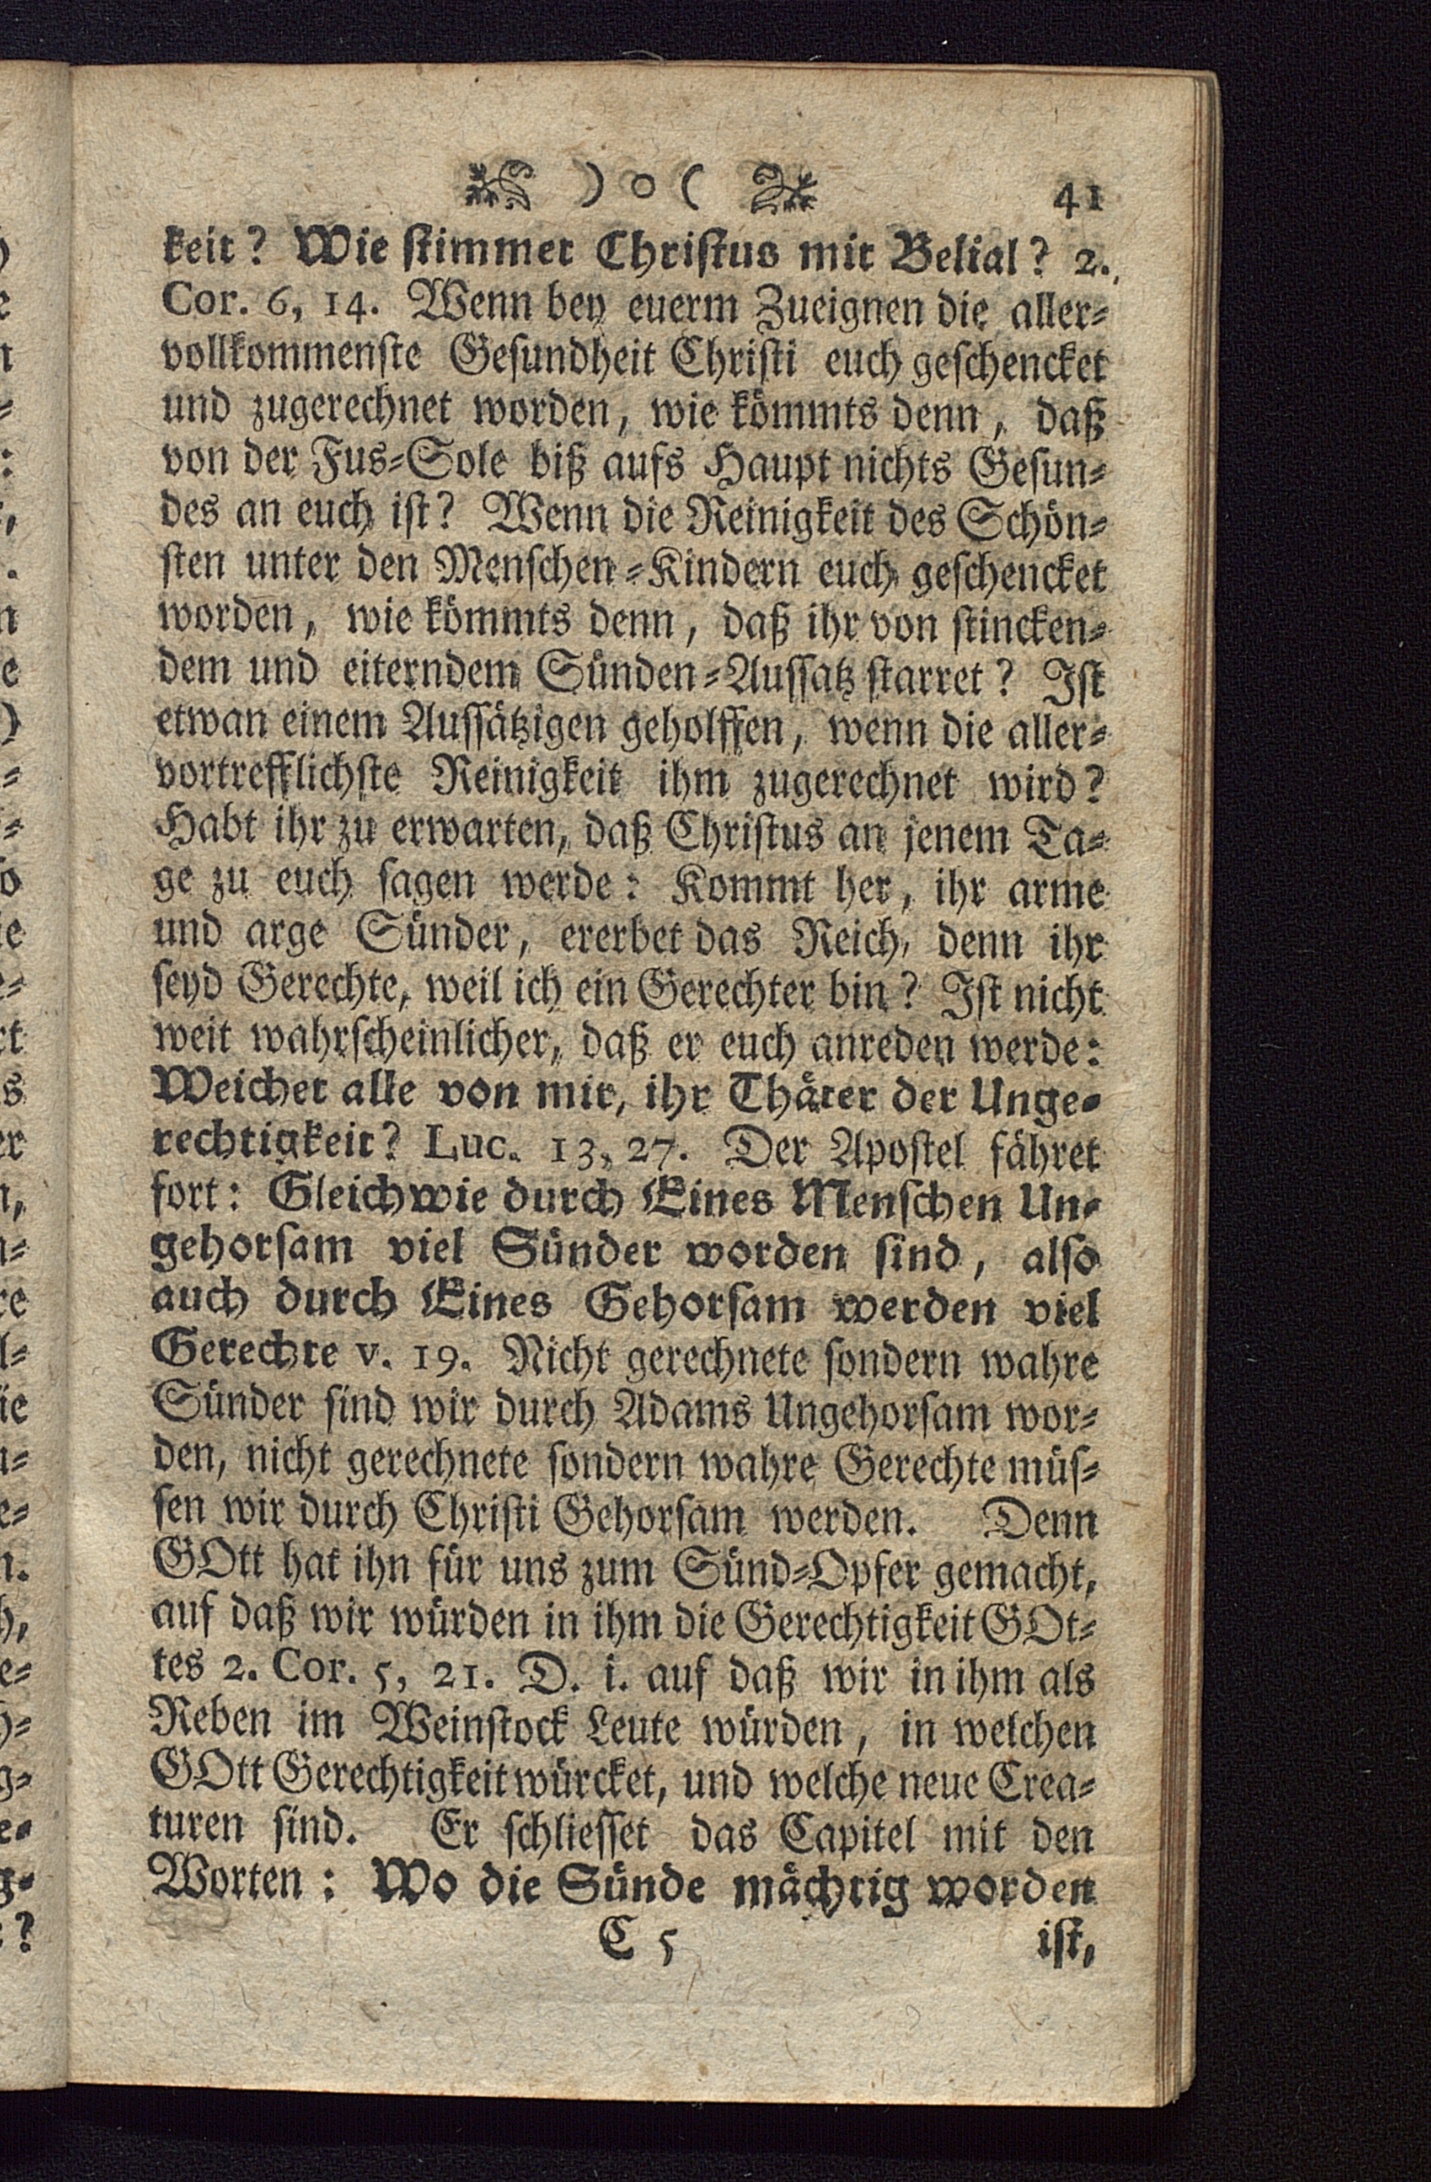 ) o ( 41
keit? Wie stimmet Christus mit Belial? 2.
Cor. 6, 14. Wenn bey euerm Zueignen die aller-
vollkommenste Gesundheit Christi euch geschencket
und zugerechnet worden, wie kömmts denn, daß
von der Fus-Sole biß aufs Haupt nichts Gesun-
des an euch ist? Wenn die Reinigkeit des Schön-
sten unter den Menschen-Kindern euch geschencket
worden, wie kömmts denn, daß ihr von stincken-
dem und eiterndem Sünden-Aussatz starret? Ist
etwan einem Aussätzigen geholffen, wenn die aller-
vortrefflichste Reinigkeit ihm zugerechnet wird?
Habt ihr zu erwarten, daß Christus an jenem Ta-
ge zu euch sagen werde: Kommt her, ihr arme
und arge Sünder, ererbet das Reich, denn ihr
seyd Gerechte, weil ich ein Gerechter bin? Ist nicht
weit wahrscheinlicher, daß er euch anreden werde:
Weichet alle von mir, ihr Thäter der Unge-
rechtigkeit? Luc. 13, 27. Der Apostel fähret
fort: Gleichwie durch Eines Menschen Un-
gehorsam viel Sünder worden sind, also
auch durch Eines Gehorsam werden viel
Gerechte v. 19. Nicht gerechnete sondern wahre
Sünder sind wir durch Adams Ungehorsam wor-
den, nicht gerechnete sondern wahre Gerechte müs-
sen wir durch Christi Gehorsam werden. Denn
GOtt hat ihn für uns zum Sünd-Opfer gemacht,
auf daß wir würden in ihm die Gerechtigkeit GOt-
tes 2. Cor. 5, 21. D. i. auf daß wir in ihm als
Reben im Weinstock Leute würden, in welchen
GOtt Gerechtigkeit würcket, und welche neue Crea-
turen sind. Er schliesset das Capitel mit den
Worten: Wo die Sünde mächtig worden
C 5 ist,